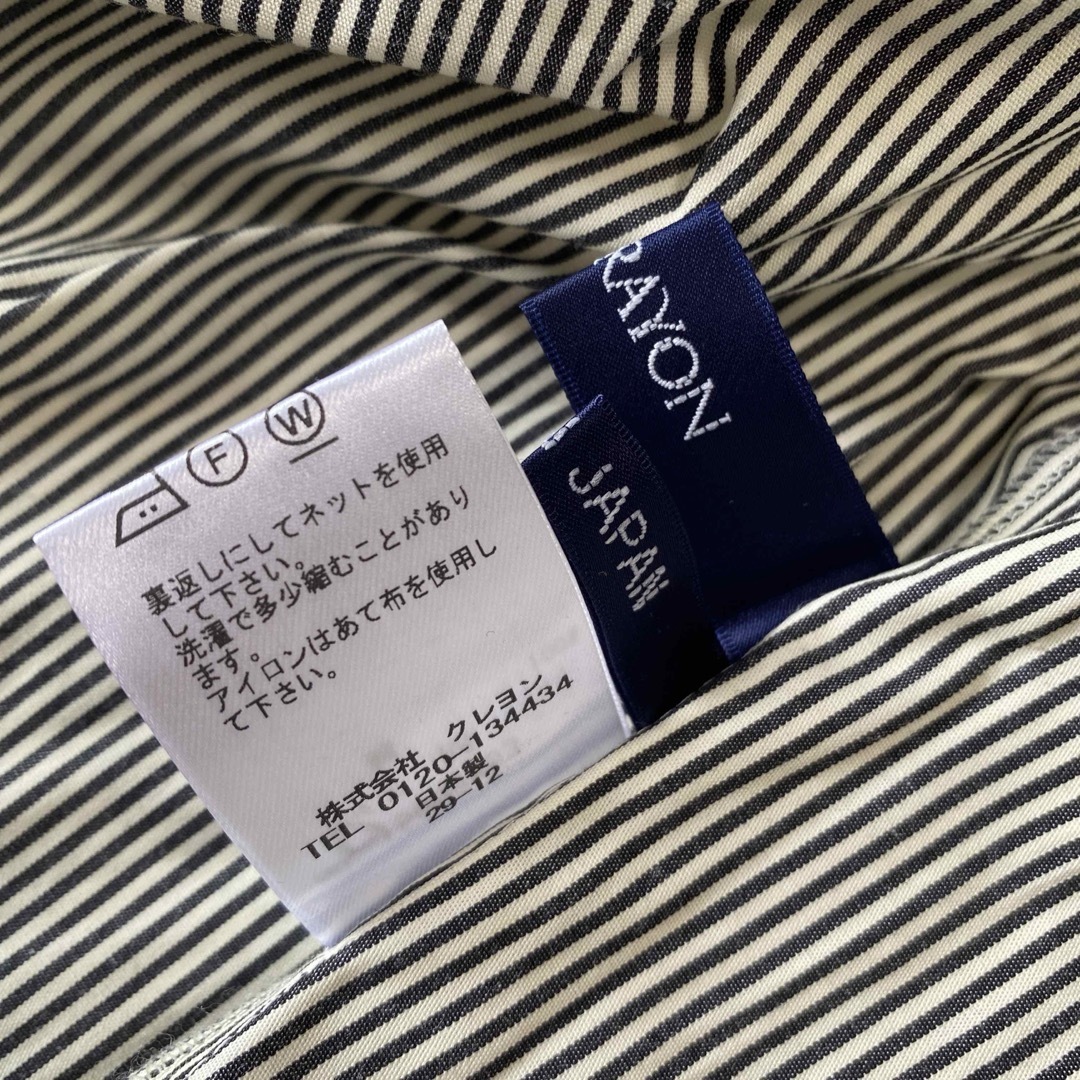 F W
裏返しにしてネットを使用
して下さい。
洗濯で多少縮むことがあり
ます。
アイロンはあて布を使用し
て下さい。
株式会社 クレヨン
TEL 0120-134434
日本製
29-12
RAYON
JAPAN